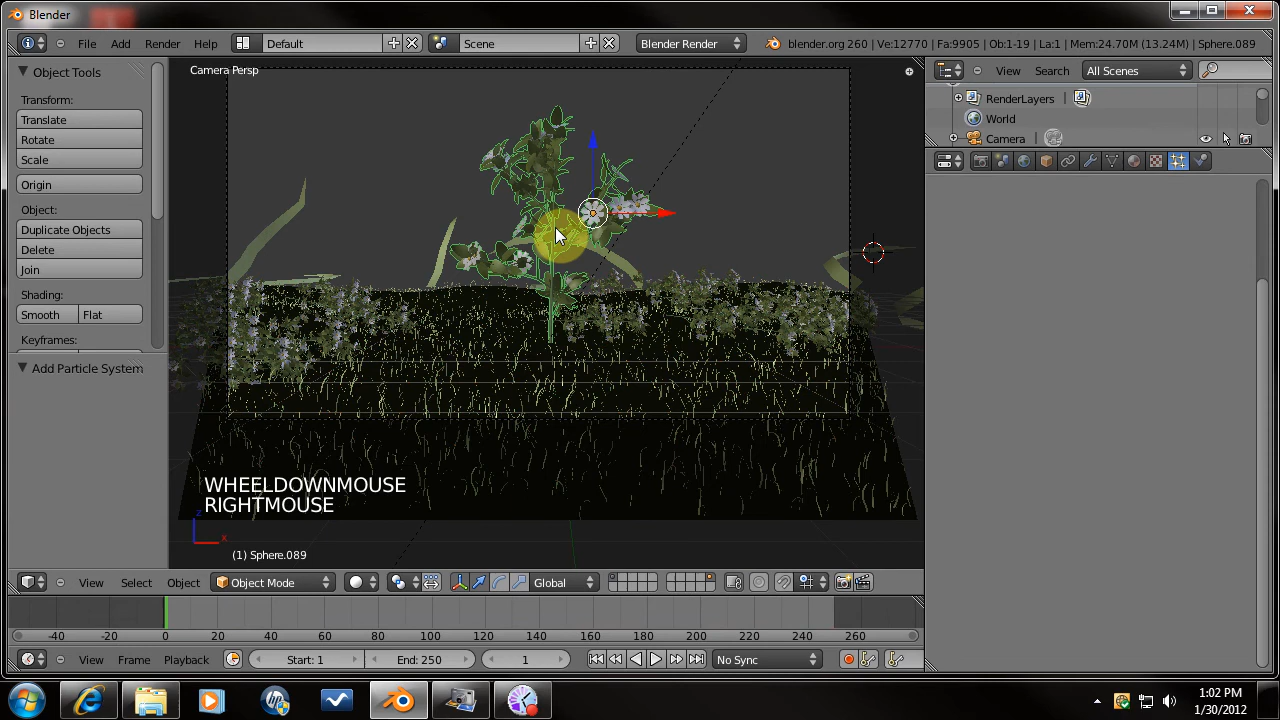 Blender
File Add Render Help Default Scene Blender Render blender.org 260 | Ve:12770 | Fa:9905 | Ob:1-19 | La:1 | Mem:24.70M (13.24M) | Sphere.089
Object Tools
Transform:
Translate
Rotate
Scale
Origin
Object:
Duplicate Objects
Delete
Join
Shading:
Smooth Flat
Keyframes:
Add Particle System
Camera Persp
WHEELDOWNMOUSE
RIGHTMOUSE
z
x
(1) Sphere.089
View Select Object Object Mode Global
View Search All Scenes
RenderLayers |
World
Camera |
-40 -20 0 20 40 60 80 100 120 140 160 180 200 220 240 260
View Frame Playback Start: 1 End: 250 1 No Sync
1:02 PM
1/30/2012